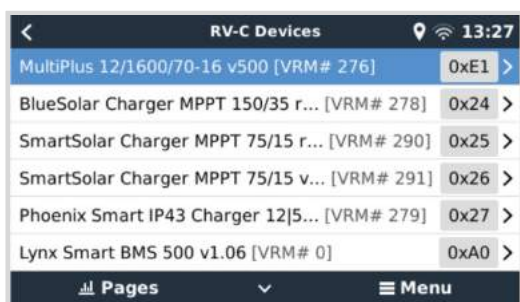 RV-C Devices 13:27
MultiPlus 12/1600/70-16 v500 [VRM# 276] 0xE1
BlueSolar Charger MPPT 150/35 r... [VRM# 278] 0x24
SmartSolar Charger MPPT 75/15 r... [VRM# 290] 0x25
SmartSolar Charger MPPT 75/15 v... [VRM# 291] 0x26
Phoenix Smart IP43 Charger 12|5... [VRM# 279] 0x27
Lynx Smart BMS 500 v1.06 [VRM# 0] 0xA0
Pages Menu